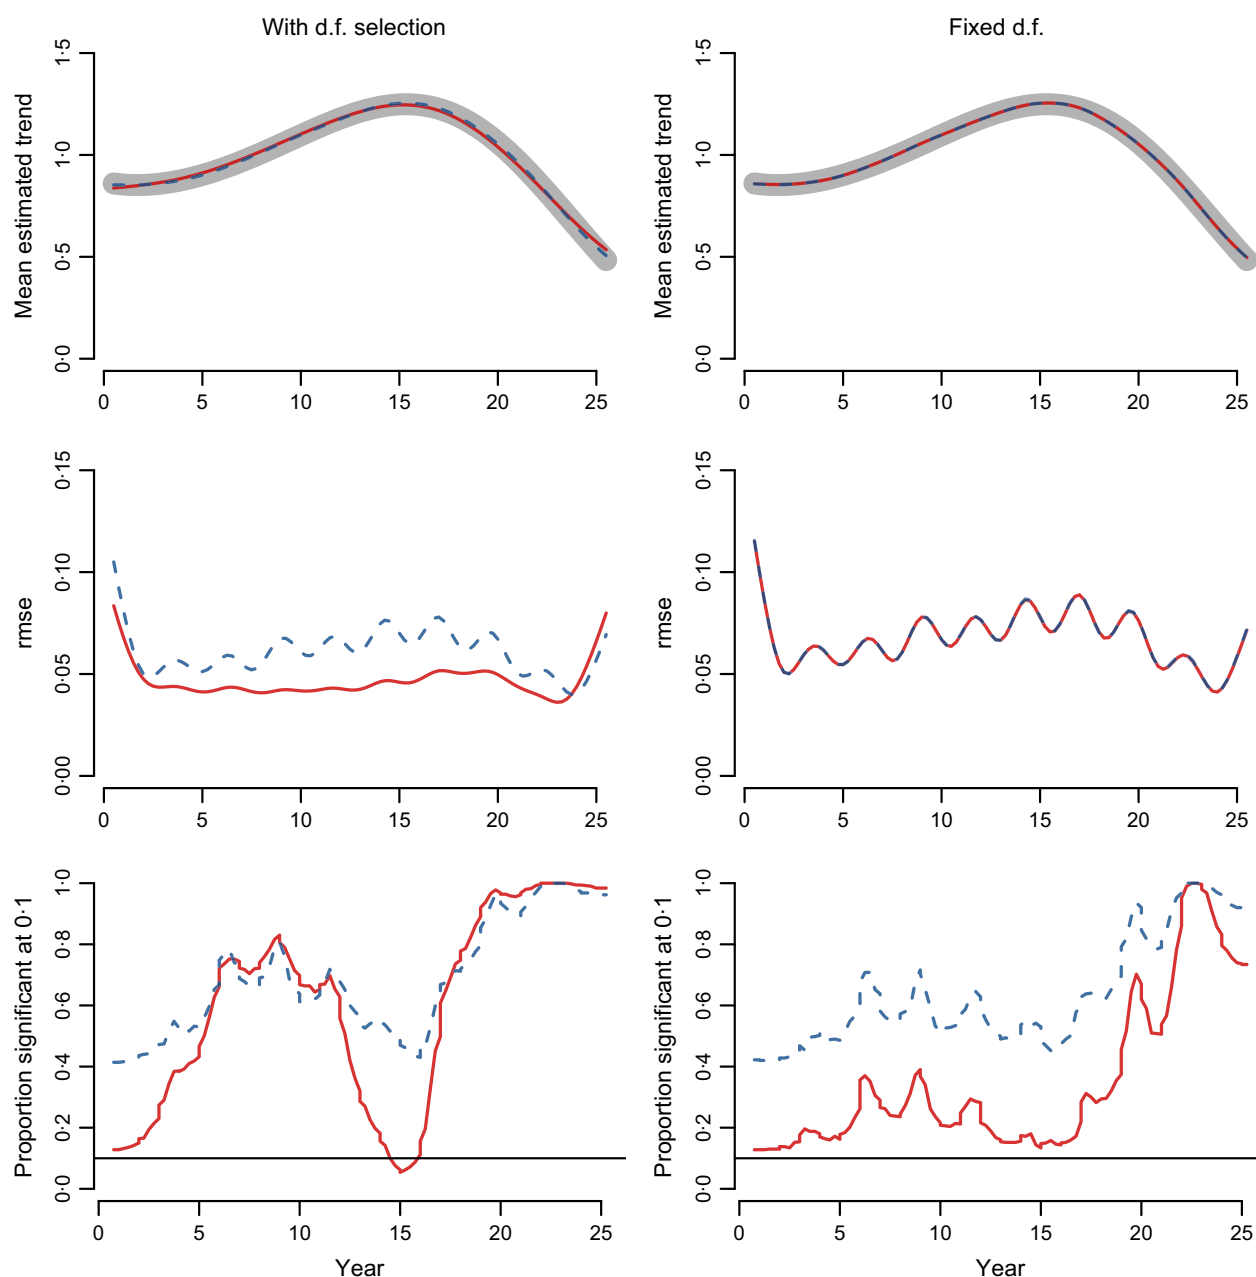 With d.f. selection
Fixed d.f.
Mean estimated trend
0·0 0·5 1·0 1·5
0 5 10 15 20 25
Mean estimated trend
0·0 0·5 1·0 1·5
0 5 10 15 20 25
rmse
0·00 0·05 0·10 0·15
0 5 10 15 20 25
rmse
0·00 0·05 0·10 0·15
0 5 10 15 20 25
Proportion significant at 0·1
0·0 0·2 0·4 0·6 0·8 1·0
0 5 10 15 20 25
Year
Proportion significant at 0·1
0·0 0·2 0·4 0·6 0·8 1·0
0 5 10 15 20 25
Year